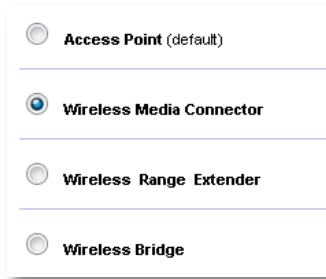 Access Point (default)
Wireless Media Connector
Wireless Range Extender
Wireless Bridge